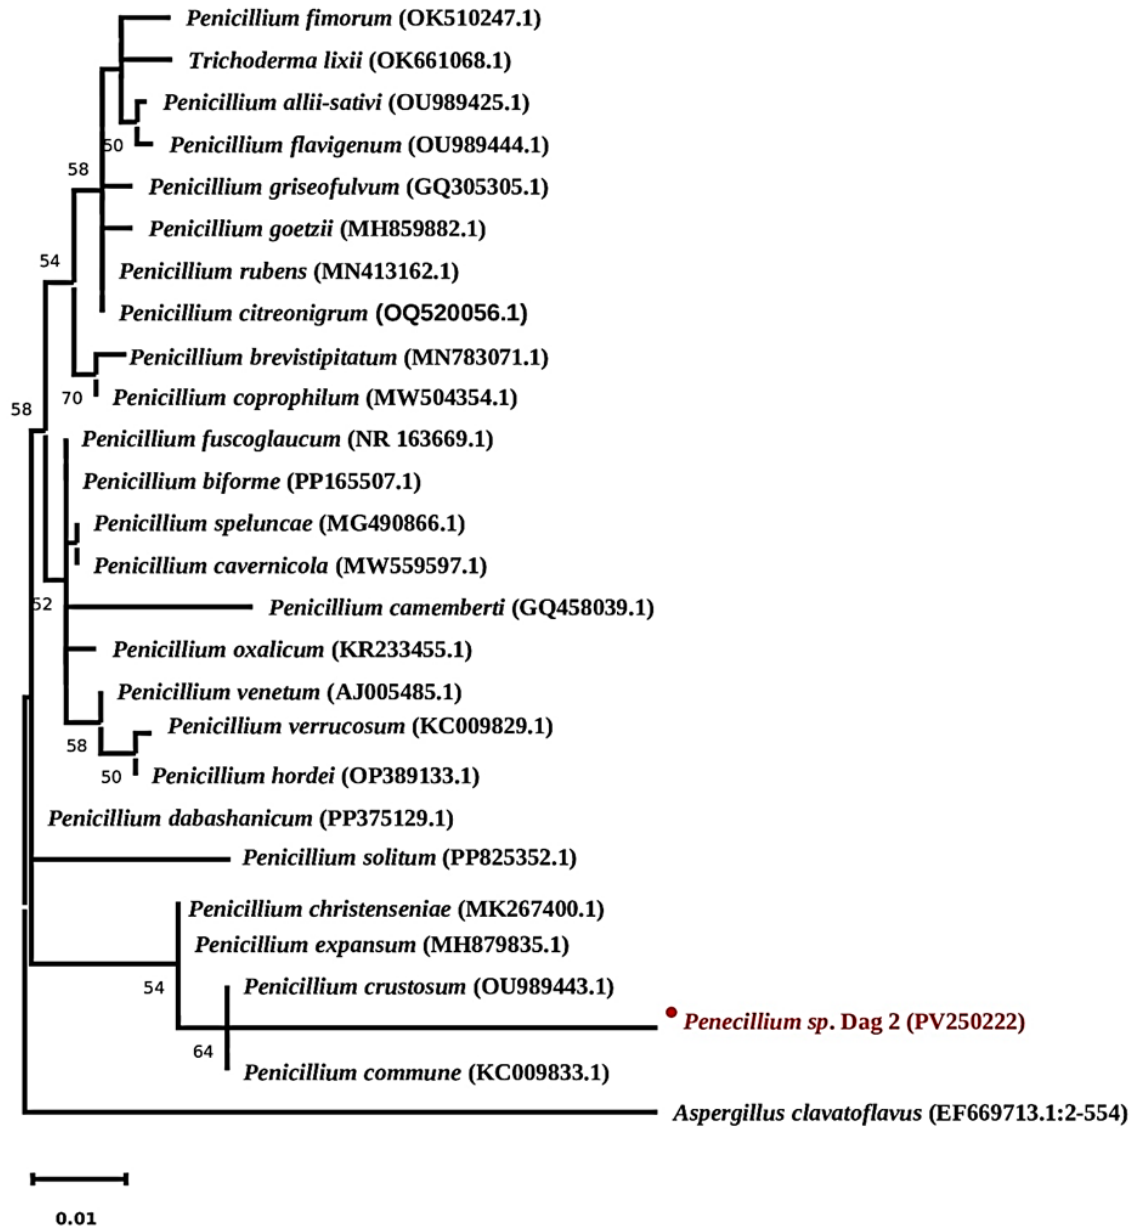 Penicillium fimorum (OK510247.1)
Trichoderma lixii (OK661068.1)
Penicillium allii-sativi (OU989425.1)
50
Penicillium flavigenum (OU989444.1)
58
Penicillium griseofulvum (GQ305305.1)
Penicillium goetzii (MH859882.1)
54
Penicillium rubens (MN413162.1)
Penicillium citreonigrum (OQ520056.1)
Penicillium brevistipitatum (MN783071.1)
70
Penicillium coprophilum (MW504354.1)
58
Penicillium fuscoglaucum (NR 163669.1)
Penicillium biforme (PP165507.1)
Penicillium speluncae (MG490866.1)
Penicillium cavernicola (MW559597.1)
52
Penicillium camemberti (GQ458039.1)
Penicillium oxalicum (KR233455.1)
Penicillium venetum (AJ005485.1)
Penicillium verrucosum (KC009829.1)
58
50
Penicillium hordei (OP389133.1)
Penicillium dabashanicum (PP375129.1)
Penicillium solitum (PP825352.1)
Penicillium christenseniae (MK267400.1)
Penicillium expansum (MH879835.1)
54
Penicillium crustosum (OU989443.1)
Penecillium sp. Dag 2 (PV250222)
64
Penicillium commune (KC009833.1)
Aspergillus clavatoflavus (EF669713.1:2-554)
0.01